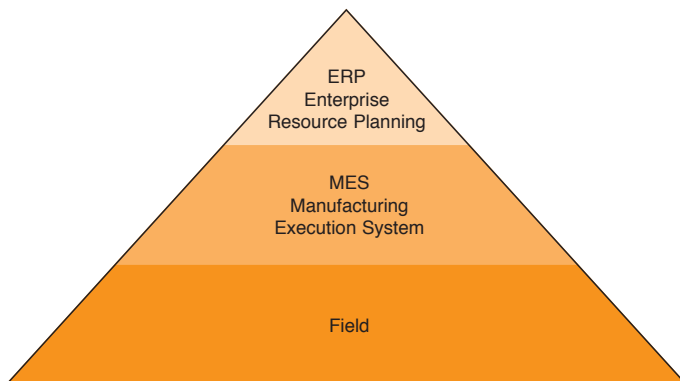 ERP
Enterprise
Resource Planning
MES
Manufacturing
Execution System
Field